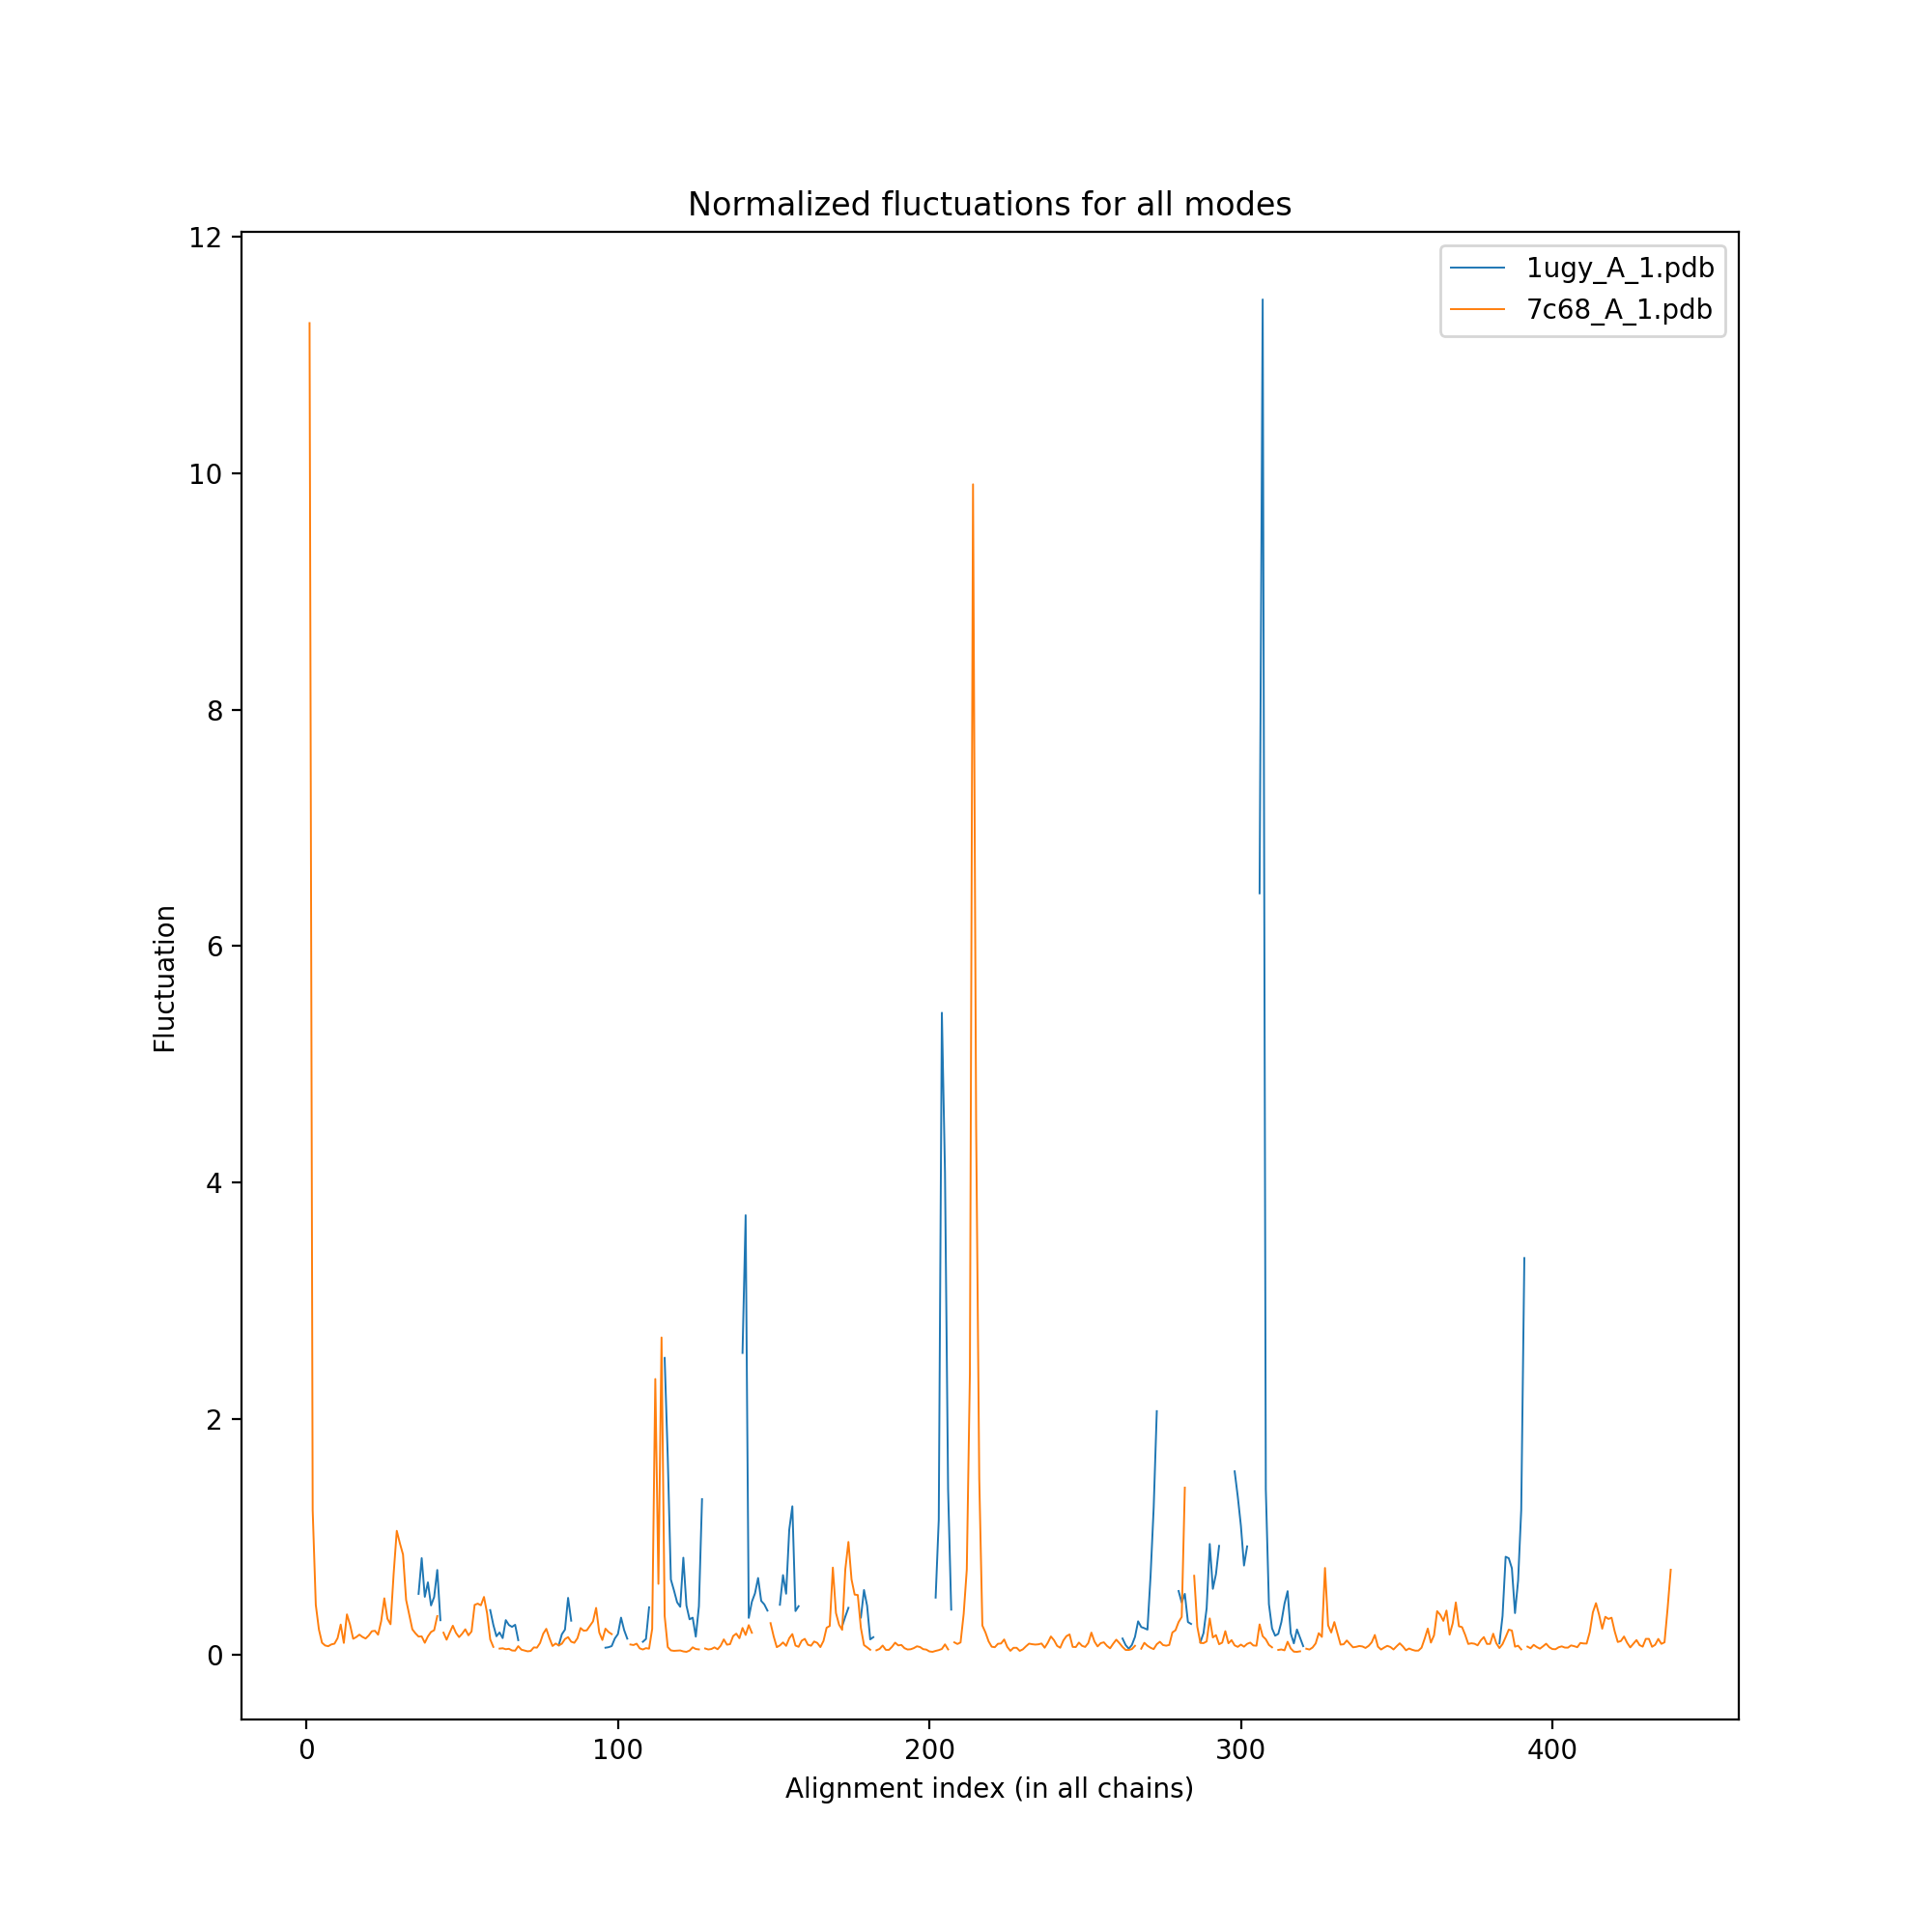 Normalized fluctuations for all modes
12
10
8
6
4
2
0
Fluctuation
1ugy_A_1.pdb
7c68_A_1.pdb
0 100 200 300 400
Alignment index (in all chains)